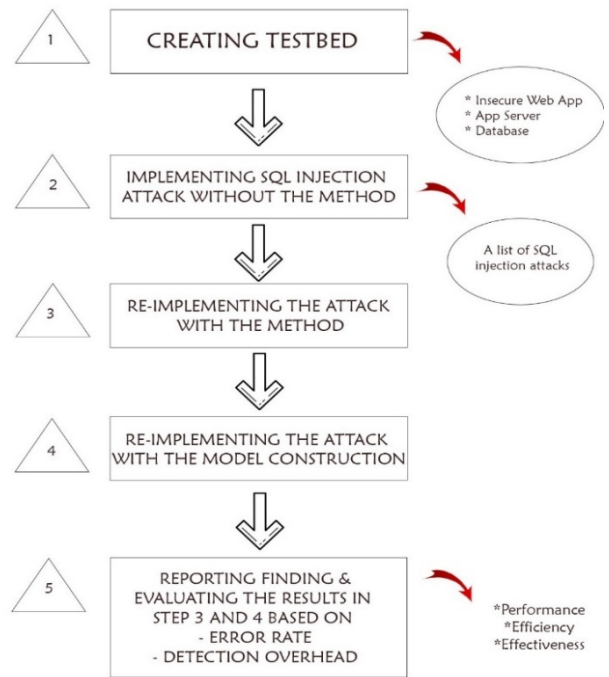 1
CREATING TESTBED
* Insecure Web App
* App Server
* Database
2
IMPLEMENTING SQL INJECTION
ATTACK WITHOUT THE METHOD
A list of SQL
injection attacks
3
RE-IMPLEMENTING THE ATTACK
WITH THE METHOD
4
RE-IMPLEMENTING THE ATTACK
WITH THE MODEL CONSTRUCTION
5
REPORTING FINDING &
EVALUATING THE RESULTS IN
STEP 3 AND 4 BASED ON
- ERROR RATE
- DETECTION OVERHEAD
*Performance
*Efficiency
*Effectiveness